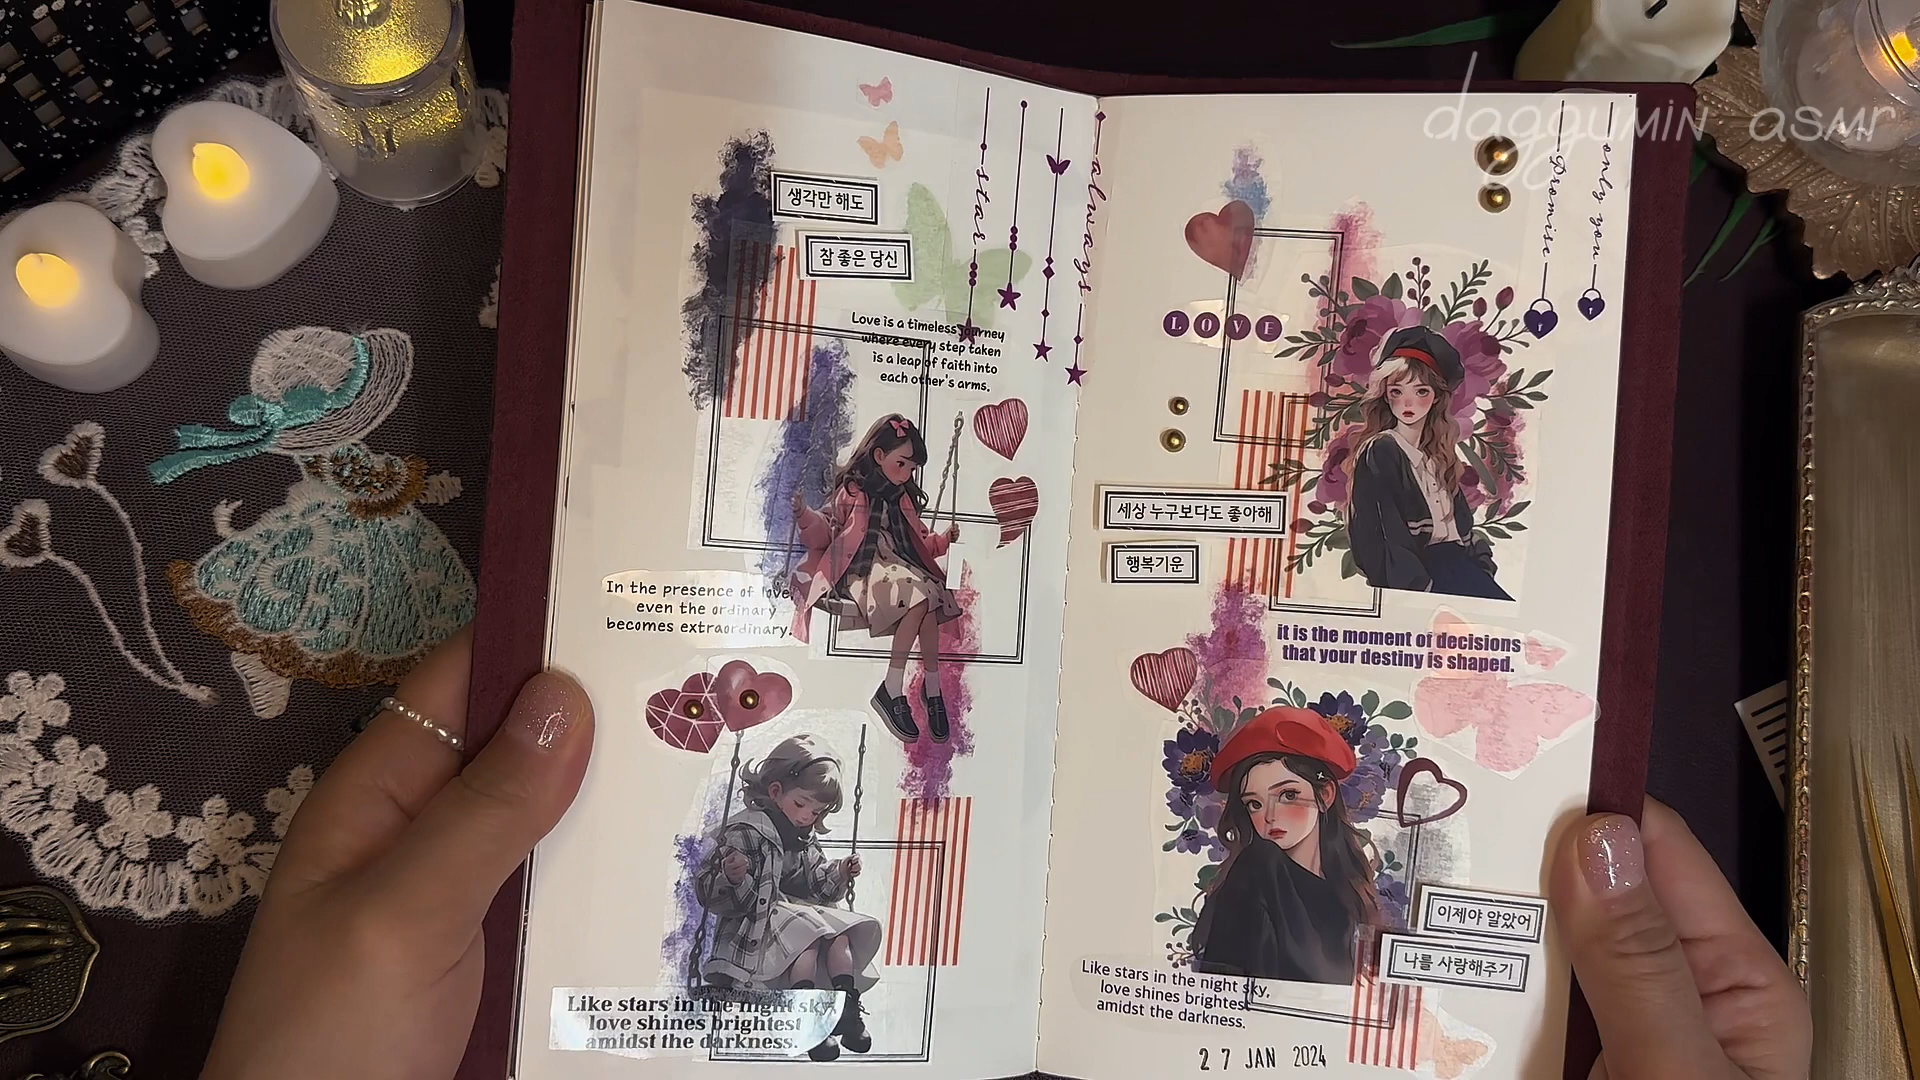 daggumin asmr
생각만 해도
참 좋은 당신
star
always
Love is a timeless journey
where every step taken
is a leap of faith into
each other's arms.
In the presence of love,
even the ordinary
becomes extraordinary.
Like stars in the night sky,
love shines brightest
amidst the darkness.
Promise
only you
LOVE
세상 누구보다도 좋아해
행복기운
it is the moment of decisions
that your destiny is shaped.
이제야 알았어
나를 사랑해주기
Like stars in the night sky,
love shines brightest
amidst the darkness.
27 JAN 2024